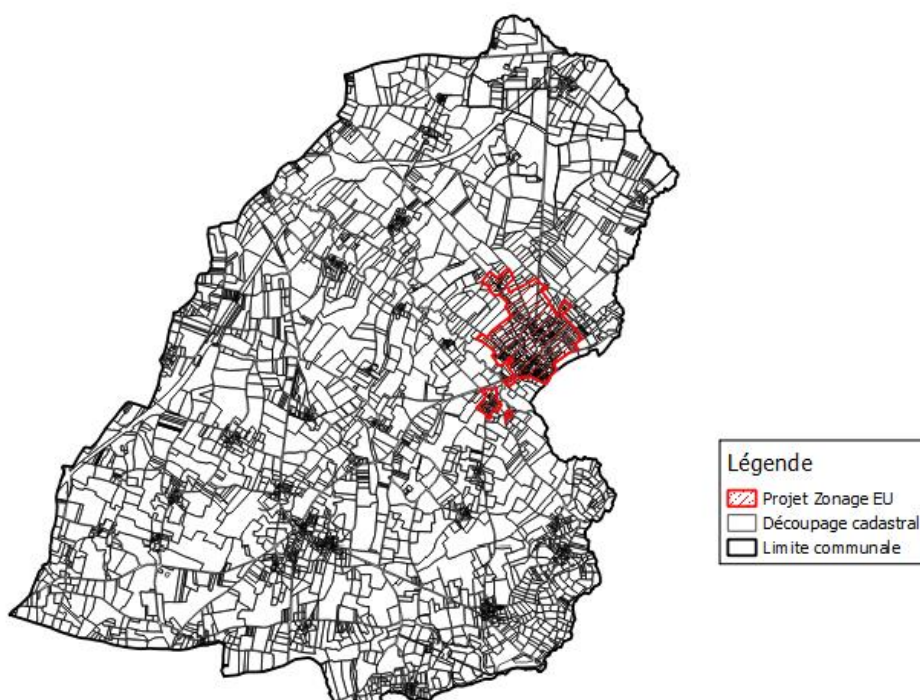 Légende
Projet Zonage EU
Découpage cadastral
Limite communale